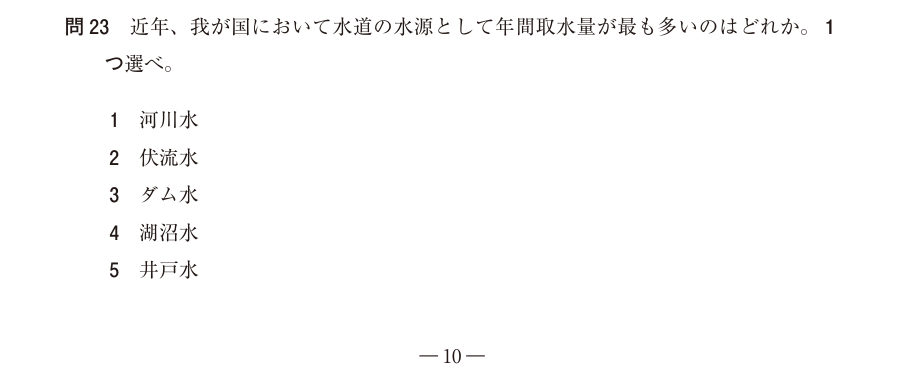 問 23　近年、我が国において水道の水源として年間取水量が最も多いのはどれか。1
つ選べ。
1　河川水
2　伏流水
3　ダム水
4　湖沼水
5　井戸水
— 10 —